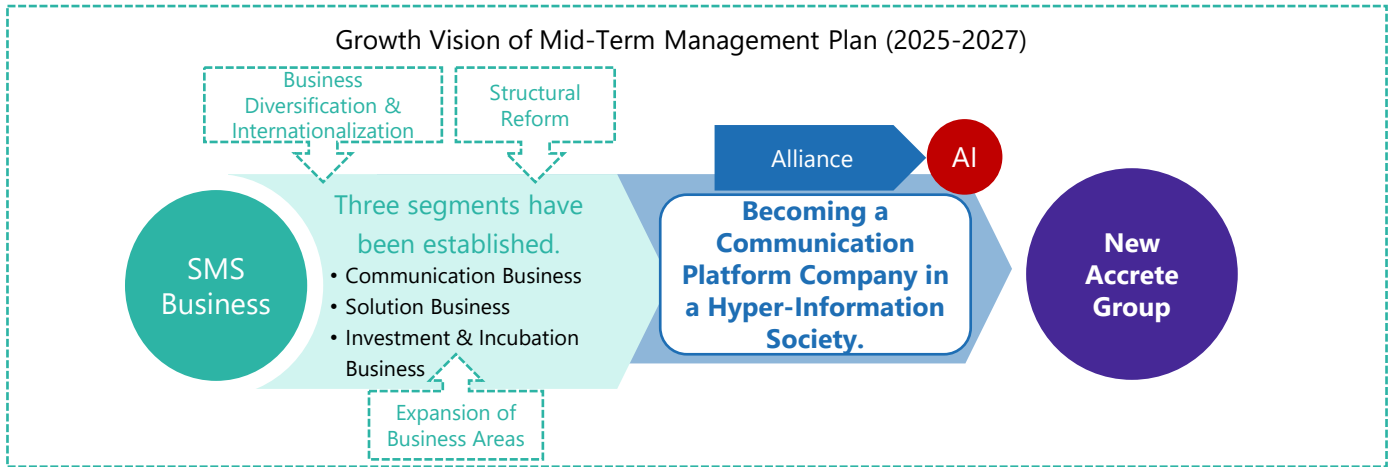 Growth Vision of Mid-Term Management Plan (2025-2027)
Business
Diversification &
Internationalization
Structural
Reform
Alliance
AI
SMS
Business
Three segments have
been established.
• Communication Business
• Solution Business
• Investment & Incubation
Business
Expansion of
Business Areas
Becoming a
Communication
Platform Company in
a Hyper-Information
Society.
New
Accrete
Group